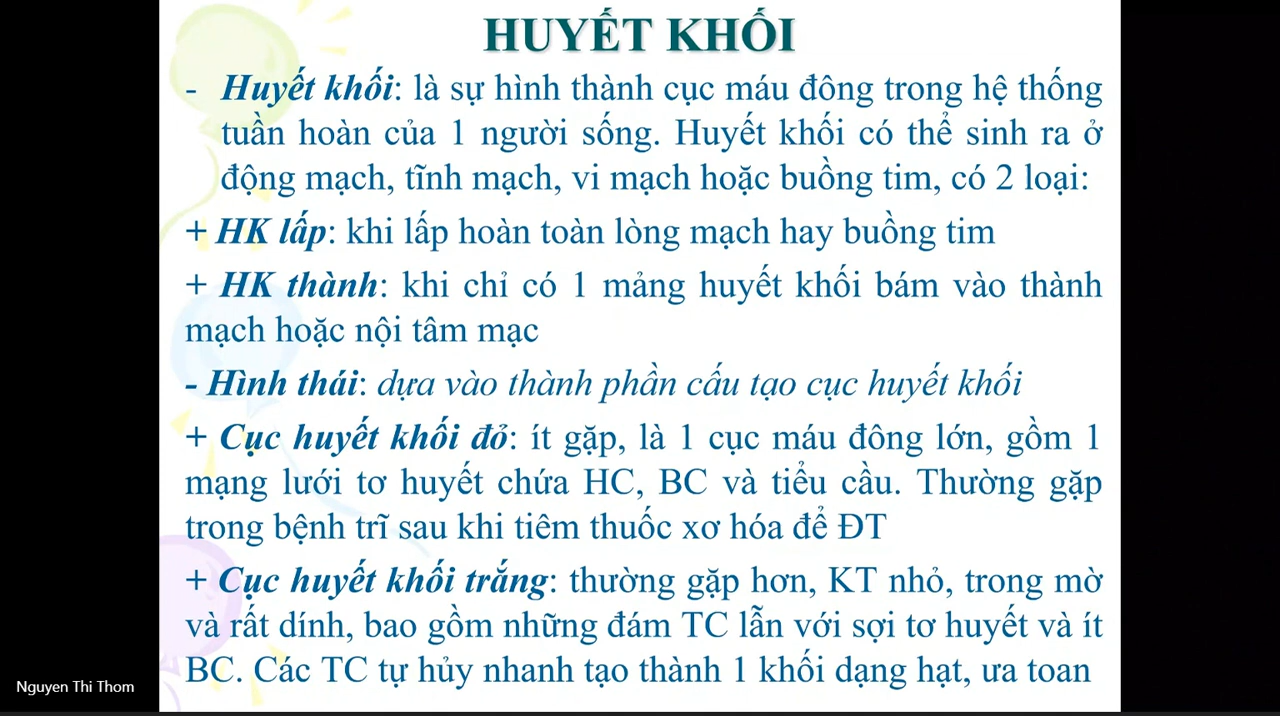 HUYẾT KHỐI
- Huyết khối: là sự hình thành cục máu đông trong hệ thống
tuần hoàn của 1 người sống. Huyết khối có thể sinh ra ở
động mạch, tĩnh mạch, vi mạch hoặc buồng tim, có 2 loại:
+ HK lấp: khi lấp hoàn toàn lòng mạch hay buồng tim
+ HK thành: khi chỉ có 1 mảng huyết khối bám vào thành
mạch hoặc nội tâm mạc
- Hình thái: dựa vào thành phần cấu tạo cục huyết khối
+ Cục huyết khối đỏ: ít gặp, là 1 cục máu đông lớn, gồm 1
mạng lưới tơ huyết chứa HC, BC và tiểu cầu. Thường gặp
trong bệnh trĩ sau khi tiêm thuốc xơ hóa để ĐT
+ Cục huyết khối trắng: thường gặp hơn, KT nhỏ, trong mờ
và rất dính, bao gồm những đám TC lẫn với sợi tơ huyết và ít
BC. Các TC tự hủy nhanh tạo thành 1 khối dạng hạt, ưa toan
Nguyen Thi Thom